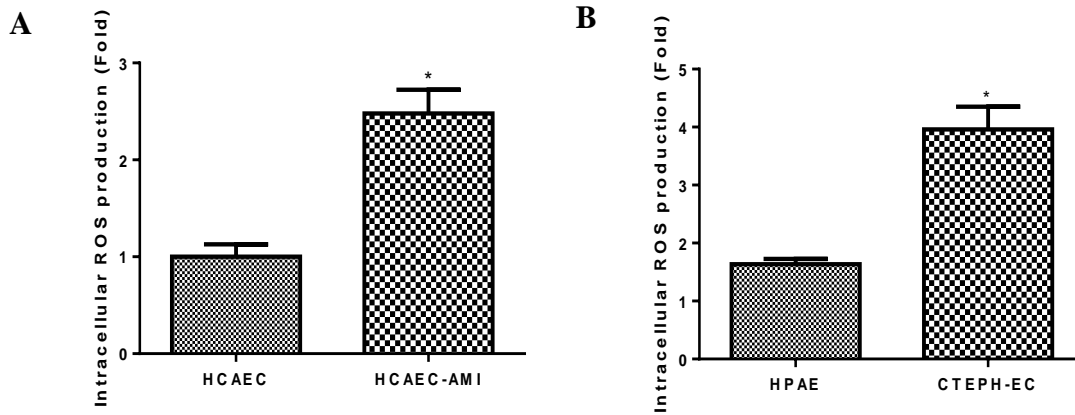 A
Intracellular ROS production (Fold)
3
*
2
1
0
HCAEC HCAEC-AMI
B
Intracellular ROS production (Fold)
5
*
4
3
2
1
0
HPAE CTEPH-EC